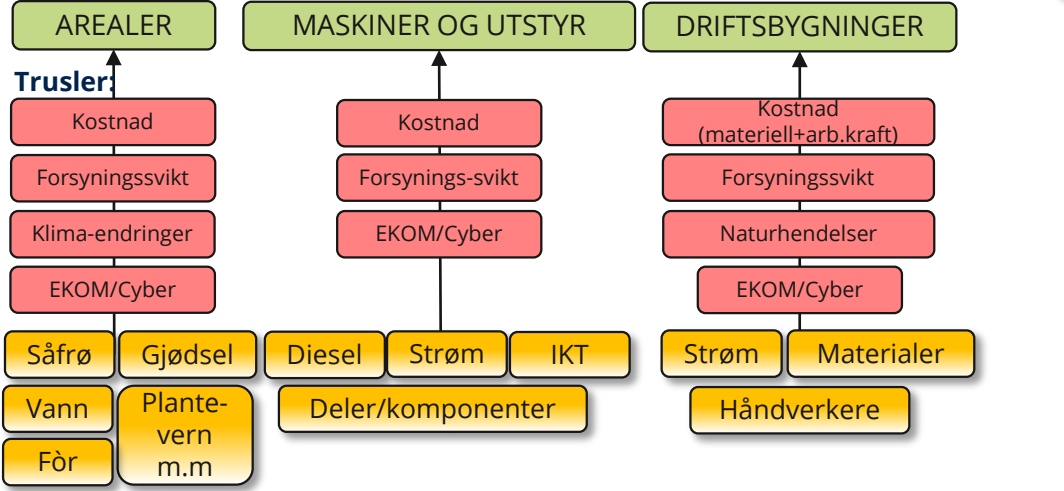 AREALER
MASKINER OG UTSTYR
DRIFTSBYGNINGER
Trusler:
Kostnad
Forsyningssvikt
Klima-endringer
EKOM/Cyber
Kostnad
Forsynings-svikt
EKOM/Cyber
Kostnad
(materiell+arb.kraft)
Forsyningssvikt
Naturhendelser
EKOM/Cyber
Såfrø
Gjødsel
Vann
Plante-
vern
m.m
Fòr
Diesel
Strøm
IKT
Deler/komponenter
Strøm
Materialer
Håndverkere